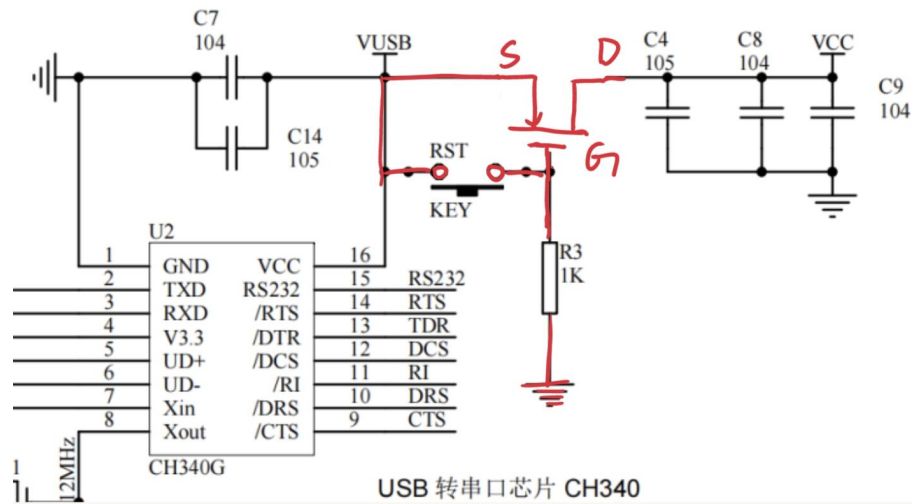 C7
104
VUSB
S
D
C4
105
C8
104
VCC
C9
104
C14
105
RST
G
KEY
U2
R3
1K
1 GND VCC 16
2 TXD RS232 15 RS232
3 RXD /RTS 14 RTS
4 V3.3 /DTR 13 TDR
5 UD+ /DCS 12 DCS
6 UD- /RI 11 RI
7 Xin /DRS 10 DRS
8 Xout /CTS 9 CTS
12MHz
CH340G
1
USB 转串口芯片 CH340